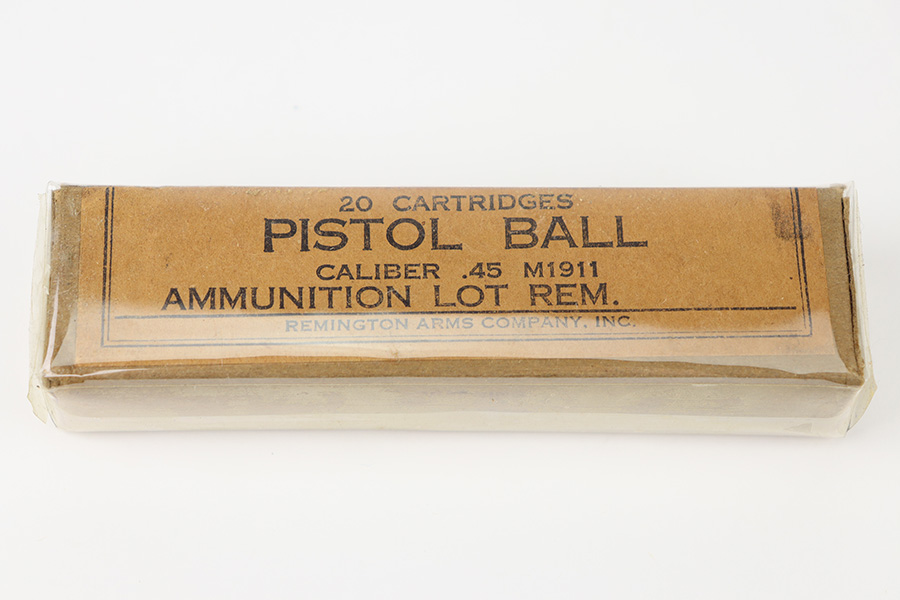 20 CARTRIDGES
PISTOL BALL
CALIBER .45 M1911
AMMUNITION LOT REM.
REMINGTON ARMS COMPANY, INC.